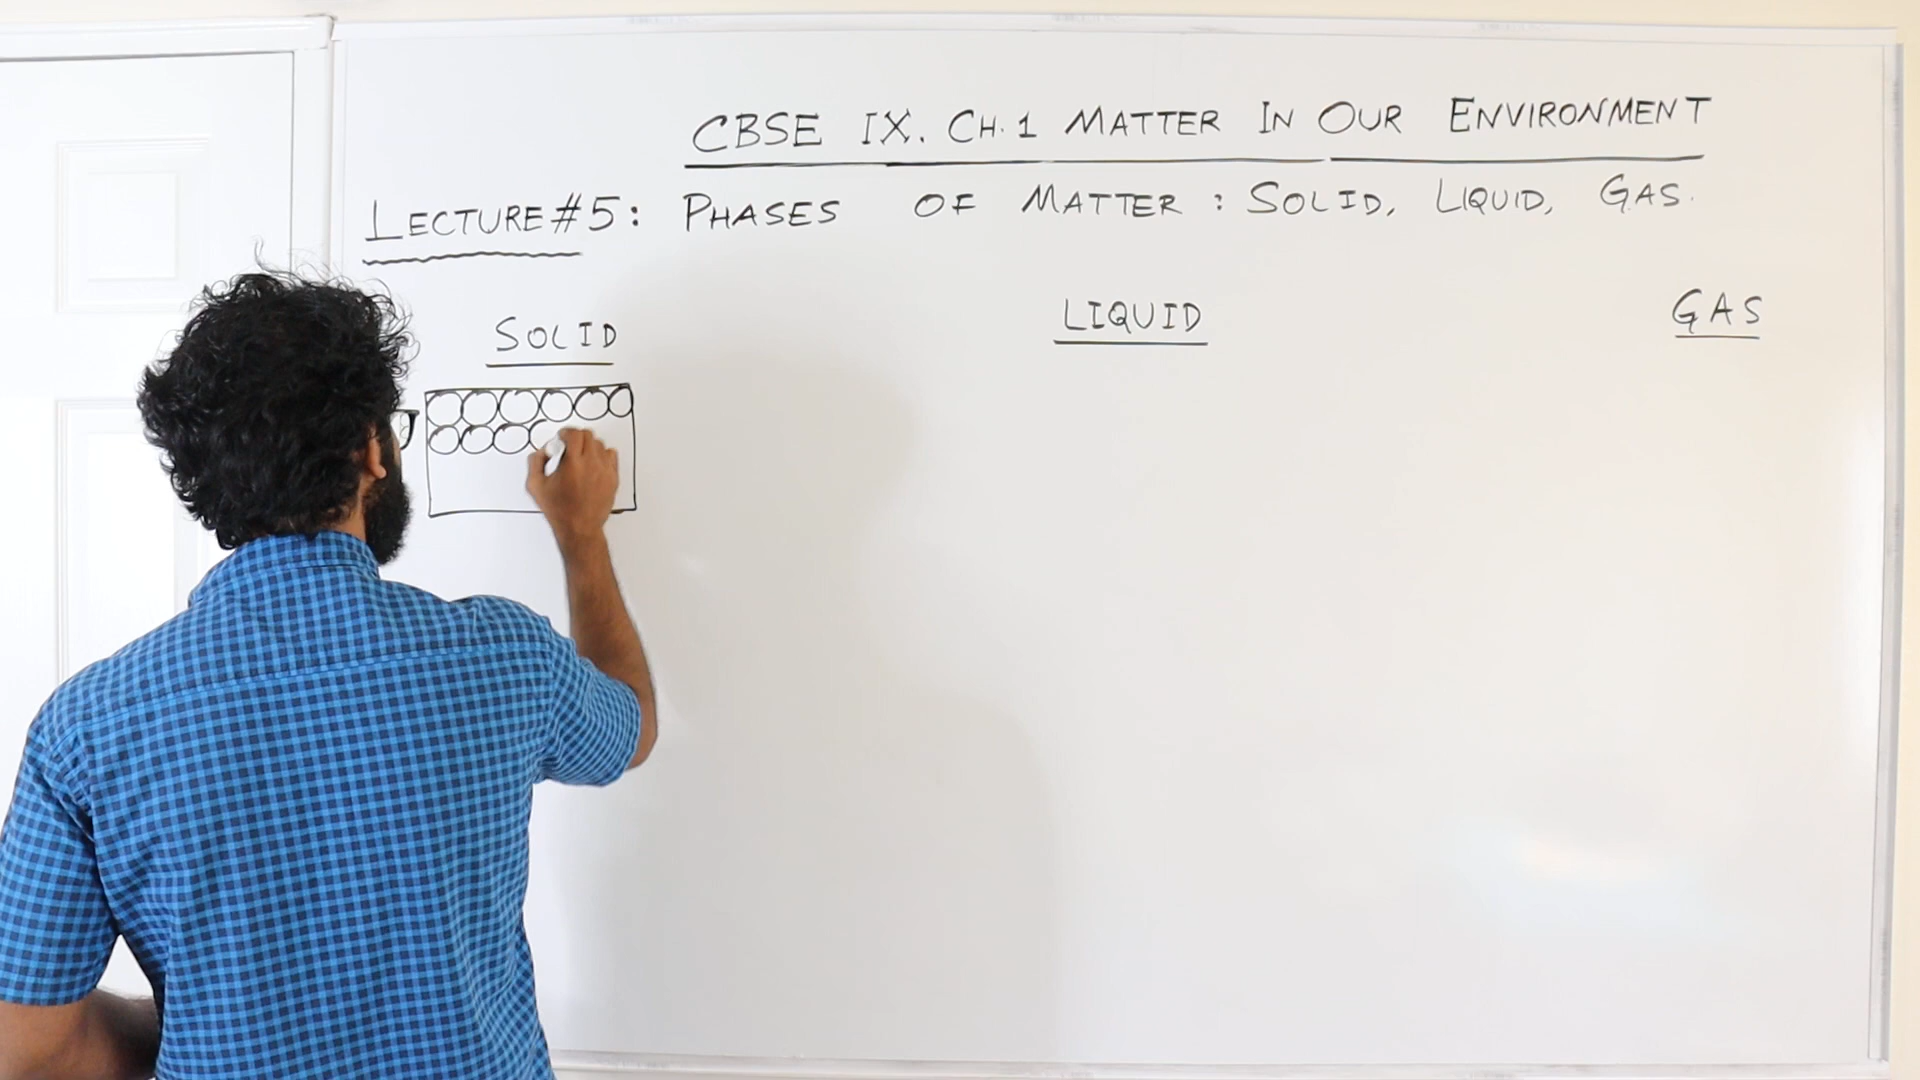 CBSE IX. CH.1 MATTER IN OUR ENVIRONMENT
LECTURE #5: PHASES OF MATTER : SOLID, LIQUID, GAS.
SOLID LIQUID GAS